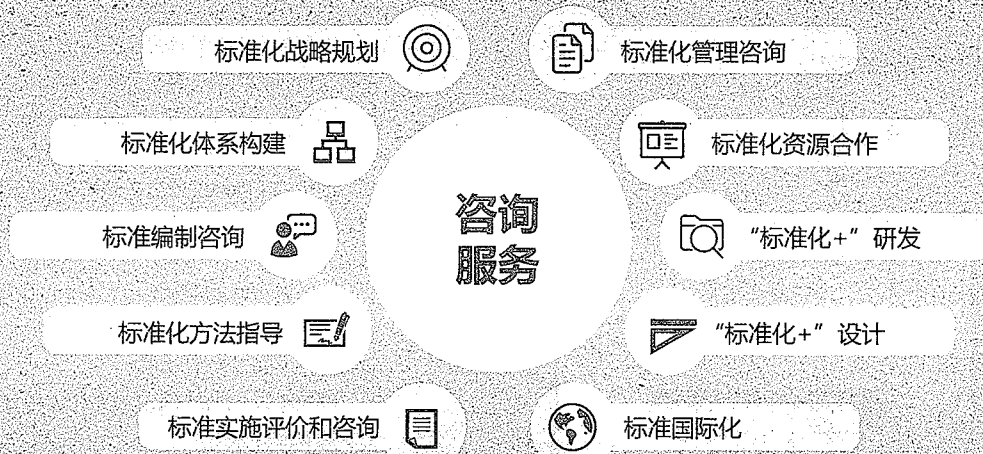 标准化战略规划
标准化管理咨询
标准化体系构建
标准化资源合作
咨询
服务
标准编制咨询
“标准化+”研发
标准化方法指导
“标准化+”设计
标准实施评价和咨询
标准国际化